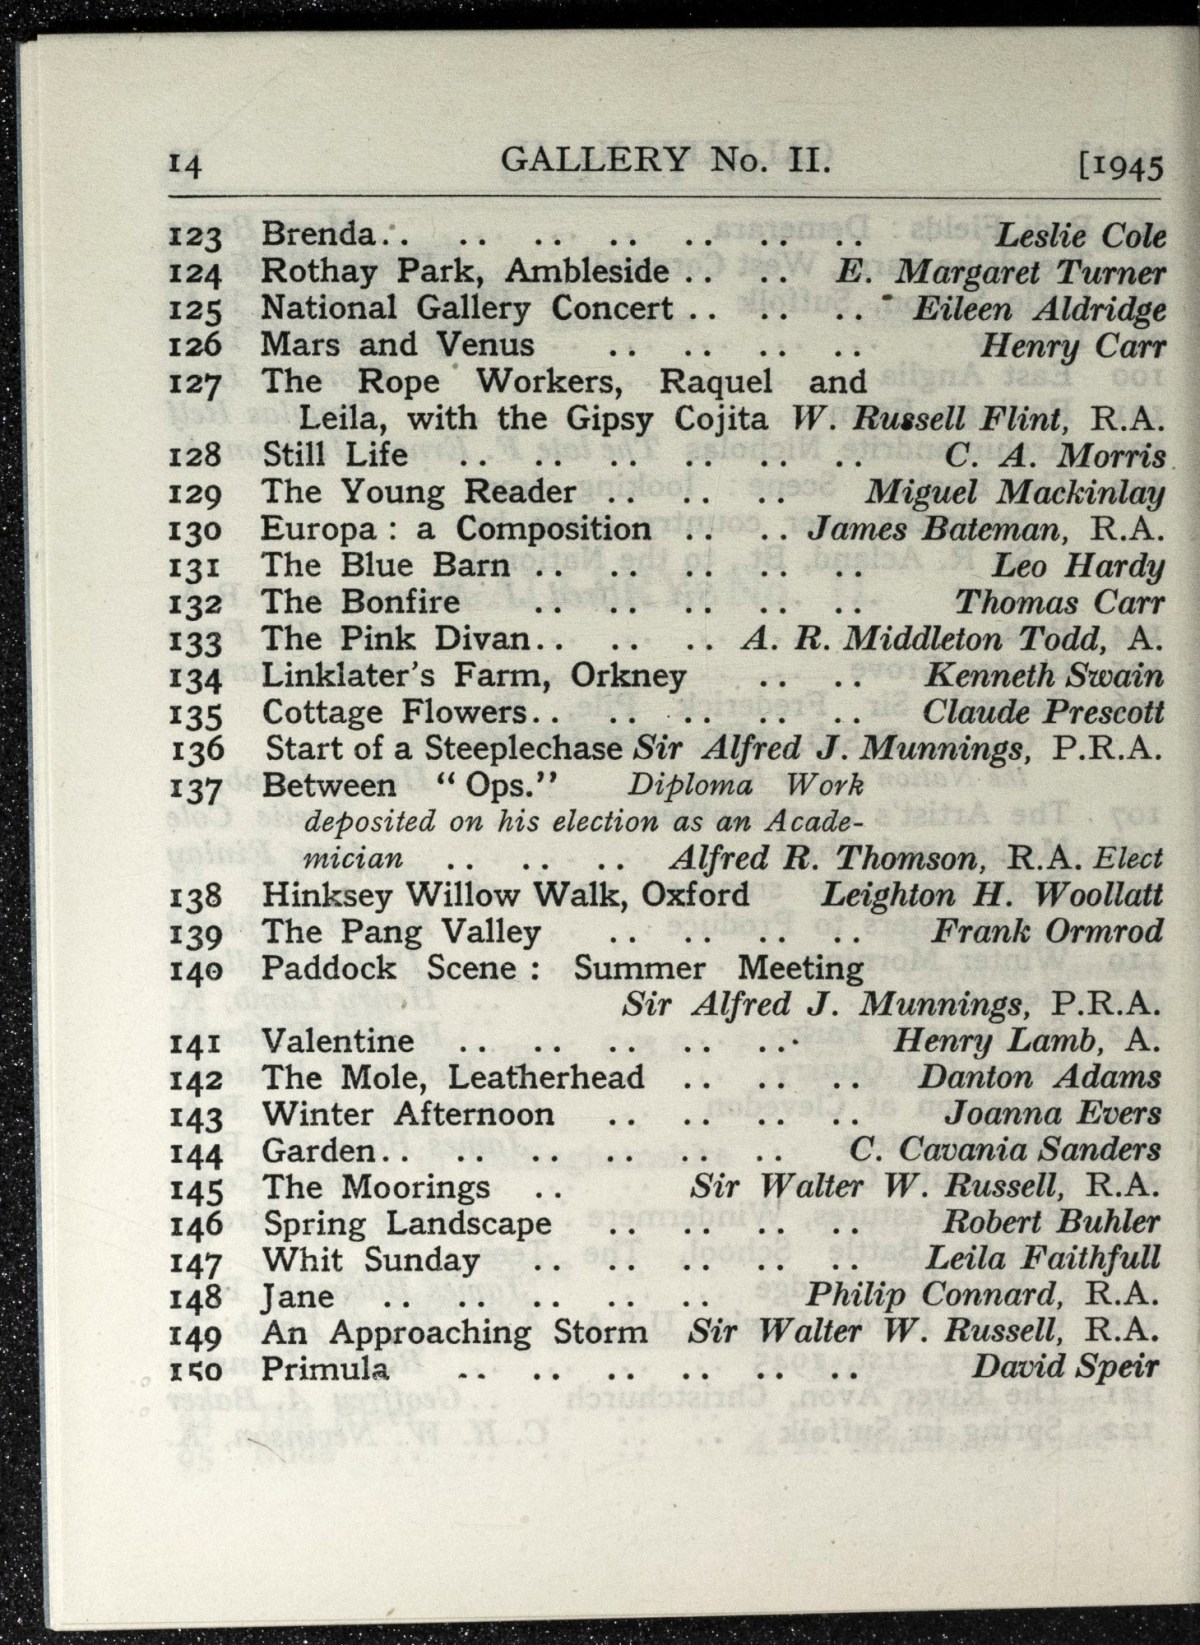 14 GALLERY No. II. [1945
123 Brenda.. .. .. .. .. .. .. Leslie Cole
124 Rothay Park, Ambleside .. .. E. Margaret Turner
125 National Gallery Concert .. .. .. Eileen Aldridge
126 Mars and Venus .. .. .. .. Henry Carr
127 The Rope Workers, Raquel and
Leila, with the Gipsy Cojita W. Russell Flint, R.A.
128 Still Life .. .. .. .. .. .. C. A. Morris
129 The Young Reader .. .. .. Miguel Mackinlay
130 Europa : a Composition .. .. James Bateman, R.A.
131 The Blue Barn .. .. .. .. .. Leo Hardy
132 The Bonfire .. .. .. .. .. Thomas Carr
133 The Pink Divan.. .. .. A. R. Middleton Todd, A.
134 Linklater's Farm, Orkney .. .. Kenneth Swain
135 Cottage Flowers.. .. .. .. .. Claude Prescott
136 Start of a Steeplechase Sir Alfred J. Munnings, P.R.A.
137 Between “ Ops.” Diploma Work
deposited on his election as an Acade-
mician .. .. .. Alfred R. Thomson, R.A. Elect
138 Hinksey Willow Walk, Oxford Leighton H. Woollatt
139 The Pang Valley .. .. .. .. Frank Ormrod
140 Paddock Scene : Summer Meeting
Sir Alfred J. Munnings, P.R.A.
141 Valentine .. .. .. .. .. Henry Lamb, A.
142 The Mole, Leatherhead .. .. .. Danton Adams
143 Winter Afternoon .. .. .. .. Joanna Evers
144 Garden.. .. .. .. .. .. C. Cavania Sanders
145 The Moorings .. Sir Walter W. Russell, R.A.
146 Spring Landscape .. .. .. .. Robert Buhler
147 Whit Sunday .. .. .. .. .. Leila Faithfull
148 Jane .. .. .. .. .. Philip Connard, R.A.
149 An Approaching Storm Sir Walter W. Russell, R.A.
150 Primula .. .. .. .. .. .. David Speir